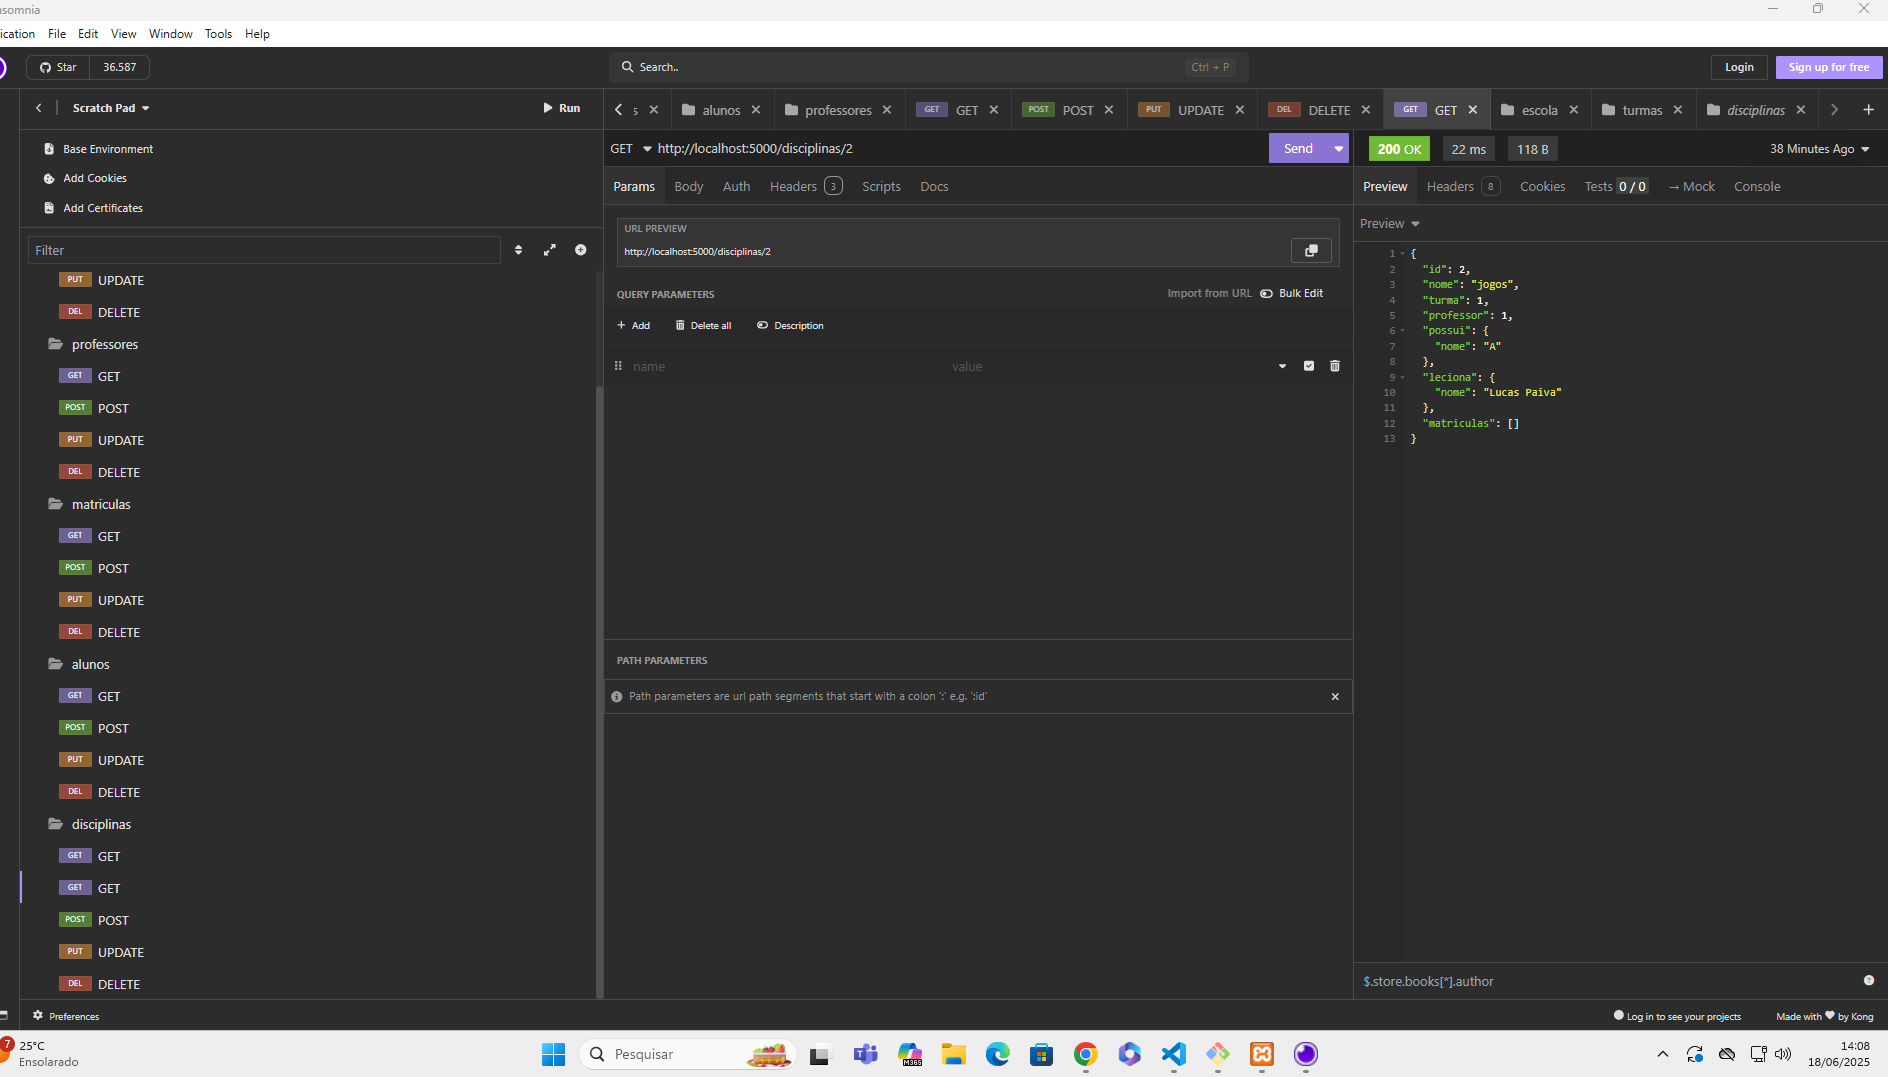 nsomnia
ication File Edit View Window Tools Help
Star 36.587
Search.. Ctrl + P
Login Sign up for free
Scratch Pad
Run
s alunos professores GET GET POST POST PUT UPDATE DEL DELETE GET GET escola turmas disciplinas
Base Environment
Add Cookies
Add Certificates
Filter
PUT UPDATE
DEL DELETE
professores
GET GET
POST POST
PUT UPDATE
DEL DELETE
matriculas
GET GET
POST POST
PUT UPDATE
DEL DELETE
alunos
GET GET
POST POST
PUT UPDATE
DEL DELETE
disciplinas
GET GET
GET GET
POST POST
PUT UPDATE
DEL DELETE
GET http://localhost:5000/disciplinas/2 Send
Params Body Auth Headers 3 Scripts Docs
URL PREVIEW
http://localhost:5000/disciplinas/2
QUERY PARAMETERS Import from URL Bulk Edit
+ Add Delete all Description
name value
PATH PARAMETERS
Path parameters are url path segments that start with a colon ':' e.g. ':id'
200 OK 22 ms 118 B 38 Minutes Ago
Preview Headers 8 Cookies Tests 0 / 0 → Mock Console
Preview
1 {
2 "id": 2,
3 "nome": "jogos",
4 "turma": 1,
5 "professor": 1,
6 "possui": {
7 "nome": "A"
8 },
9 "leciona": {
10 "nome": "Lucas Paiva"
11 },
12 "matriculas": []
13 }
$.store.books[*].author
Preferences
Log in to see your projects Made with ♥ by Kong
7 25°C
Ensolarado
Pesquisar
M365
14:08
18/06/2025